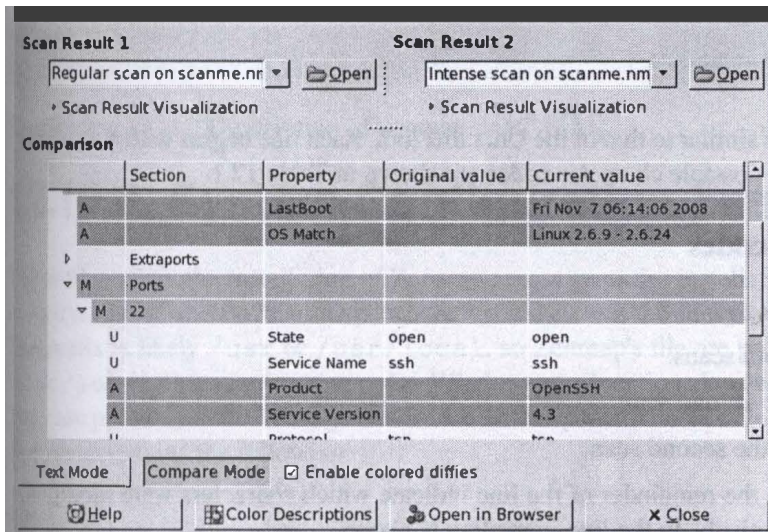 Scan Result 1
Scan Result 2
Regular scan on scanme.nr
Open
Intense scan on scanme.nm
Open
Scan Result Visualization
Scan Result Visualization
Comparison
Section Property Original value Current value
A LastBoot Fri Nov 7 06:14:06 2008
A OS Match Linux 2.6.9 - 2.6.24
Extraports
M Ports
M 22
U State open open
U Service Name ssh ssh
A Product OpenSSH
A Service Version 4.3
U Protocol tcp tcp
Text Mode Compare Mode Enable colored diffies
Help Color Descriptions Open in Browser Close